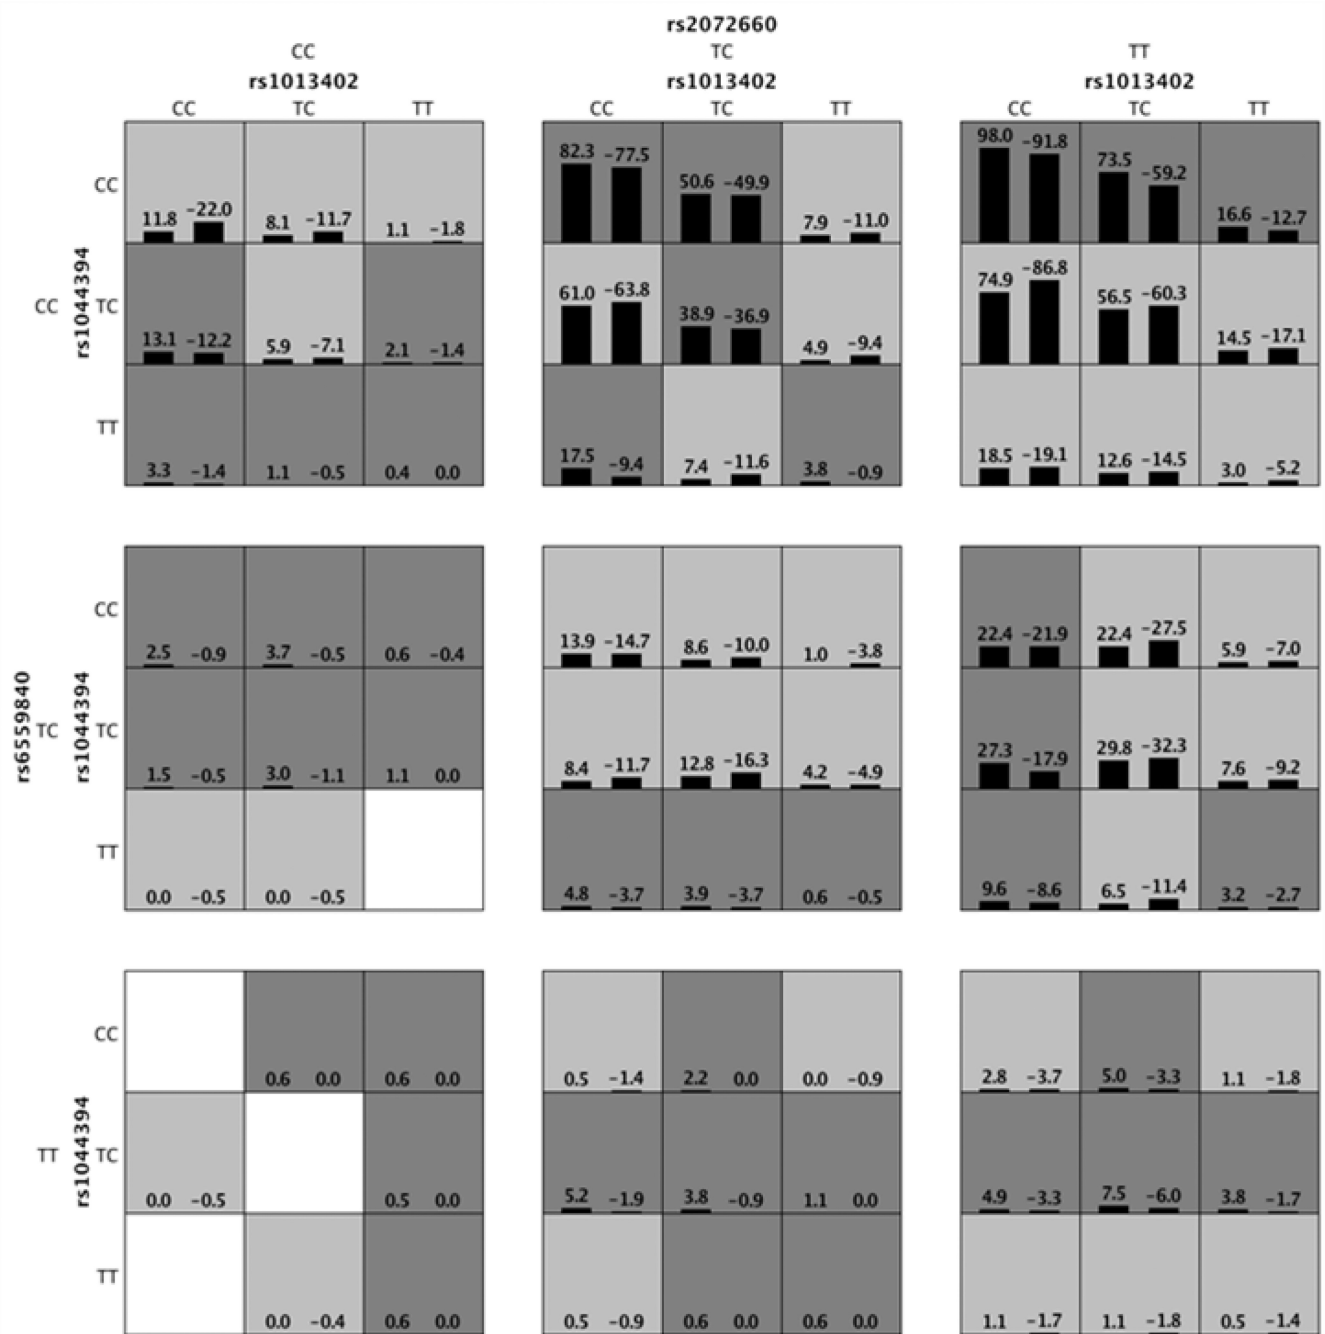 rs2072660
CC TC TT
rs1013402 rs1013402 rs1013402
CC TC TT CC TC TT CC TC TT
rs6559840
CC
rs1044394
CC
11.8 −22.0 8.1 −11.7 1.1 −1.8 82.3 −77.5 50.6 −49.9 7.9 −11.0 98.0 −91.8 73.5 −59.2 16.6 −12.7
TC
13.1 −12.2 5.9 −7.1 2.1 −1.4 61.0 −63.8 38.9 −36.9 4.9 −9.4 74.9 −86.8 56.5 −60.3 14.5 −17.1
TT
3.3 −1.4 1.1 −0.5 0.4 0.0 17.5 −9.4 7.4 −11.6 3.8 −0.9 18.5 −19.1 12.6 −14.5 3.0 −5.2
TC
rs1044394
CC
2.5 −0.9 3.7 −0.5 0.6 −0.4 13.9 −14.7 8.6 −10.0 1.0 −3.8 22.4 −21.9 22.4 −27.5 5.9 −7.0
TC
1.5 −0.5 3.0 −1.1 1.1 0.0 8.4 −11.7 12.8 −16.3 4.2 −4.9 27.3 −17.9 29.8 −32.3 7.6 −9.2
TT
0.0 −0.5 0.0 −0.5 4.8 −3.7 3.9 −3.7 0.6 −0.5 9.6 −8.6 6.5 −11.4 3.2 −2.7
TT
rs1044394
CC
0.6 0.0 0.6 0.0 0.5 −1.4 2.2 0.0 0.0 −0.9 2.8 −3.7 5.0 −3.3 1.1 −1.8
TC
0.0 −0.5 0.5 0.0 5.2 −1.9 3.8 −0.9 1.1 0.0 4.9 −3.3 7.5 −6.0 3.8 −1.7
TT
0.0 −0.4 0.6 0.0 0.5 −0.9 0.6 0.0 0.6 0.0 1.1 −1.7 1.1 −1.8 0.5 −1.4